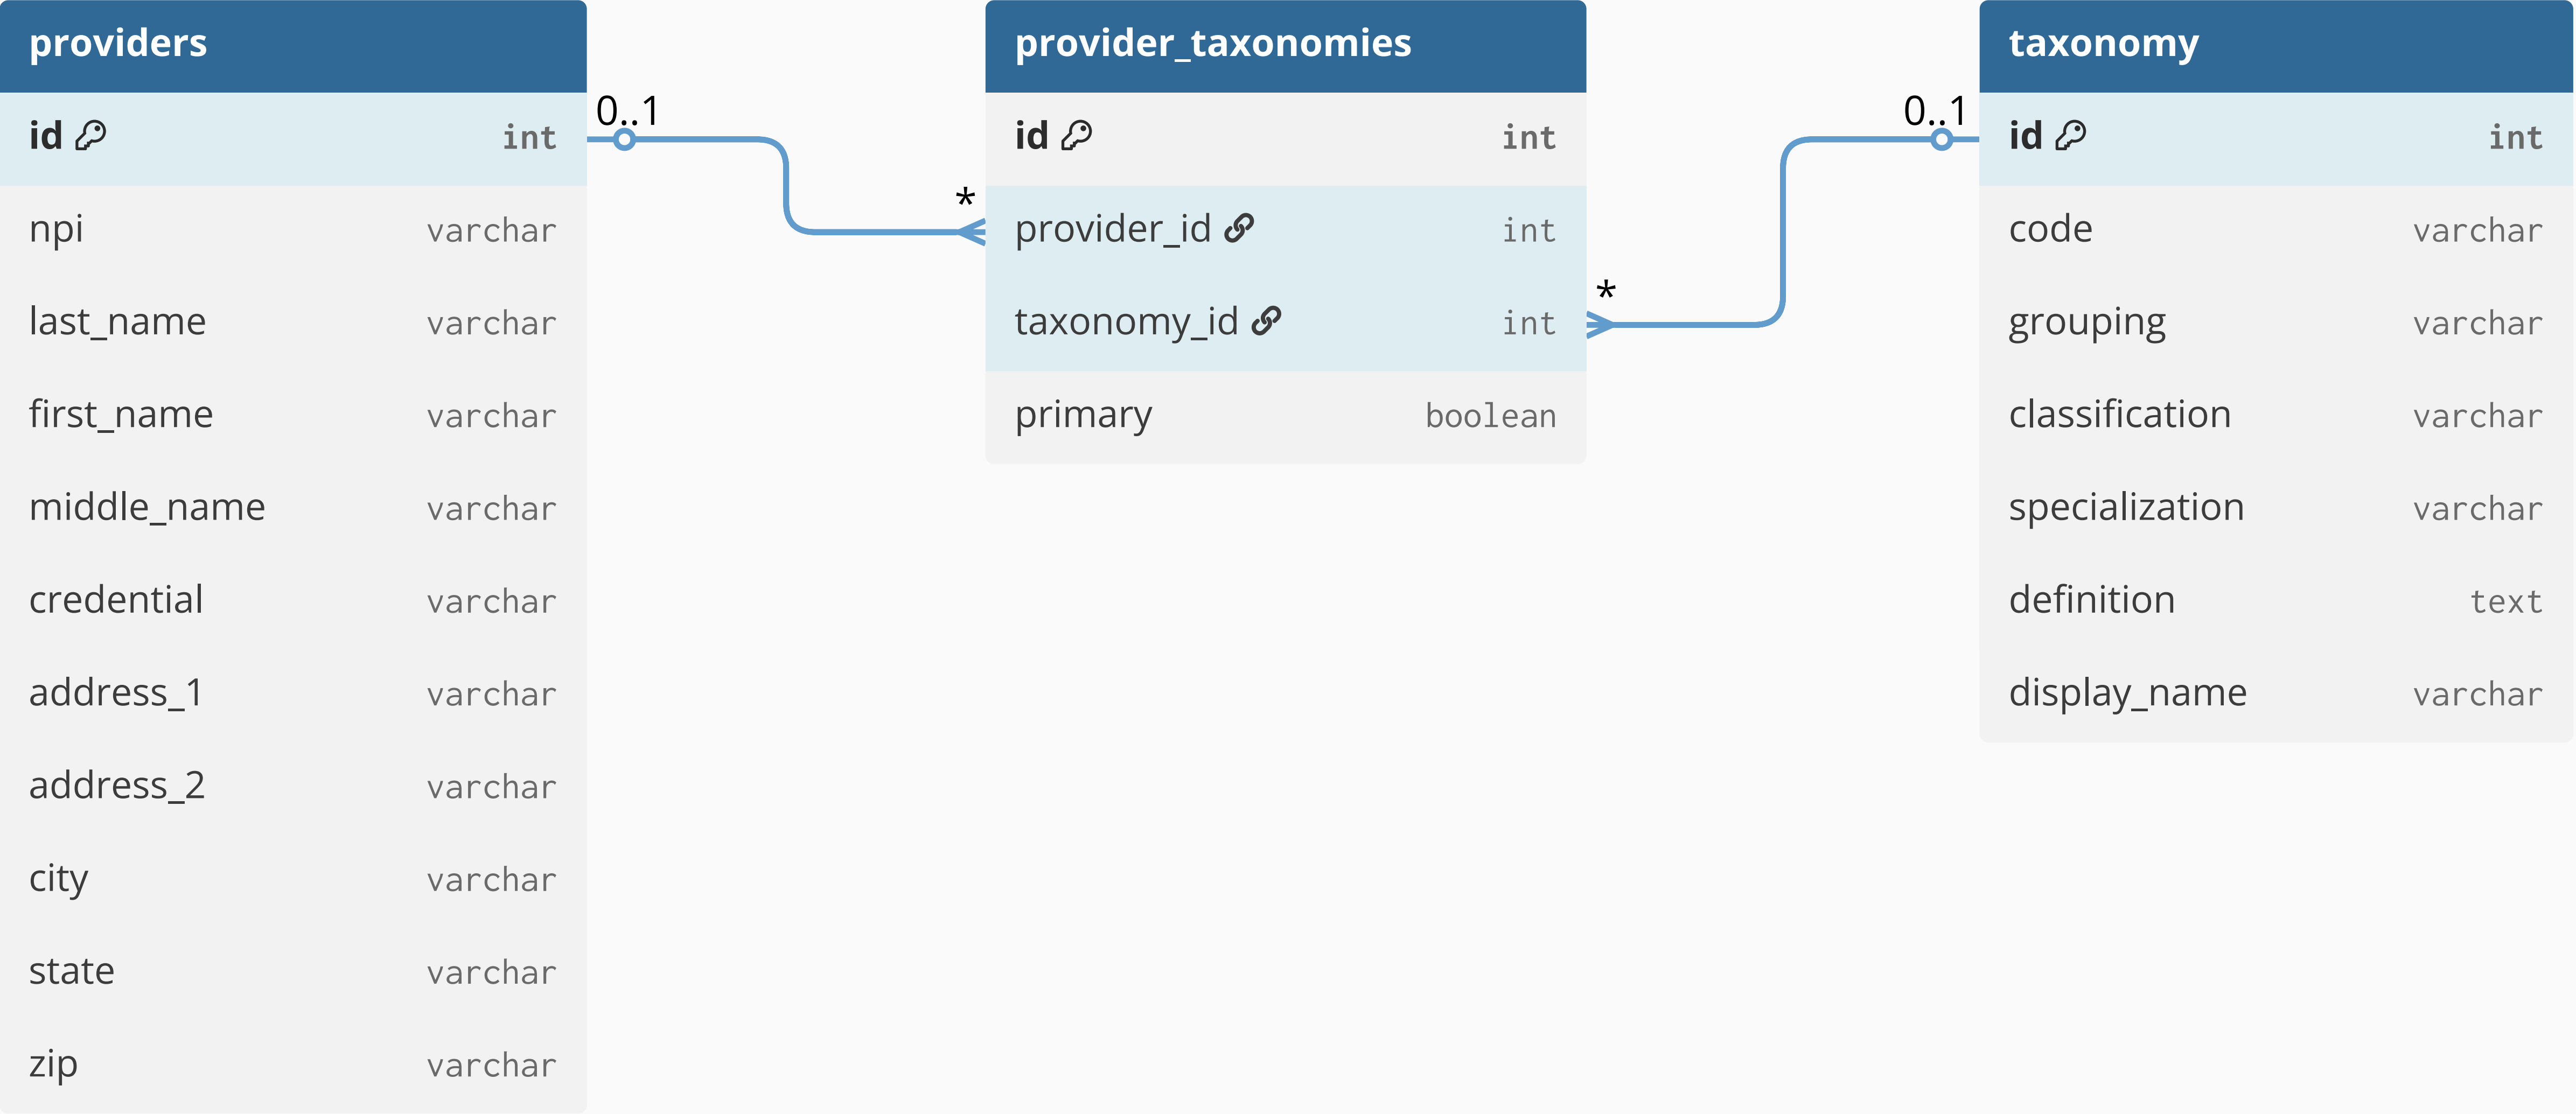 providers
id int
npi varchar
last_name varchar
first_name varchar
middle_name varchar
credential varchar
address_1 varchar
address_2 varchar
city varchar
state varchar
zip varchar
0..1
*
provider_taxonomies
id int
provider_id int
taxonomy_id int
primary boolean
*
0..1
taxonomy
id int
code varchar
grouping varchar
classification varchar
specialization varchar
definition text
display_name varchar